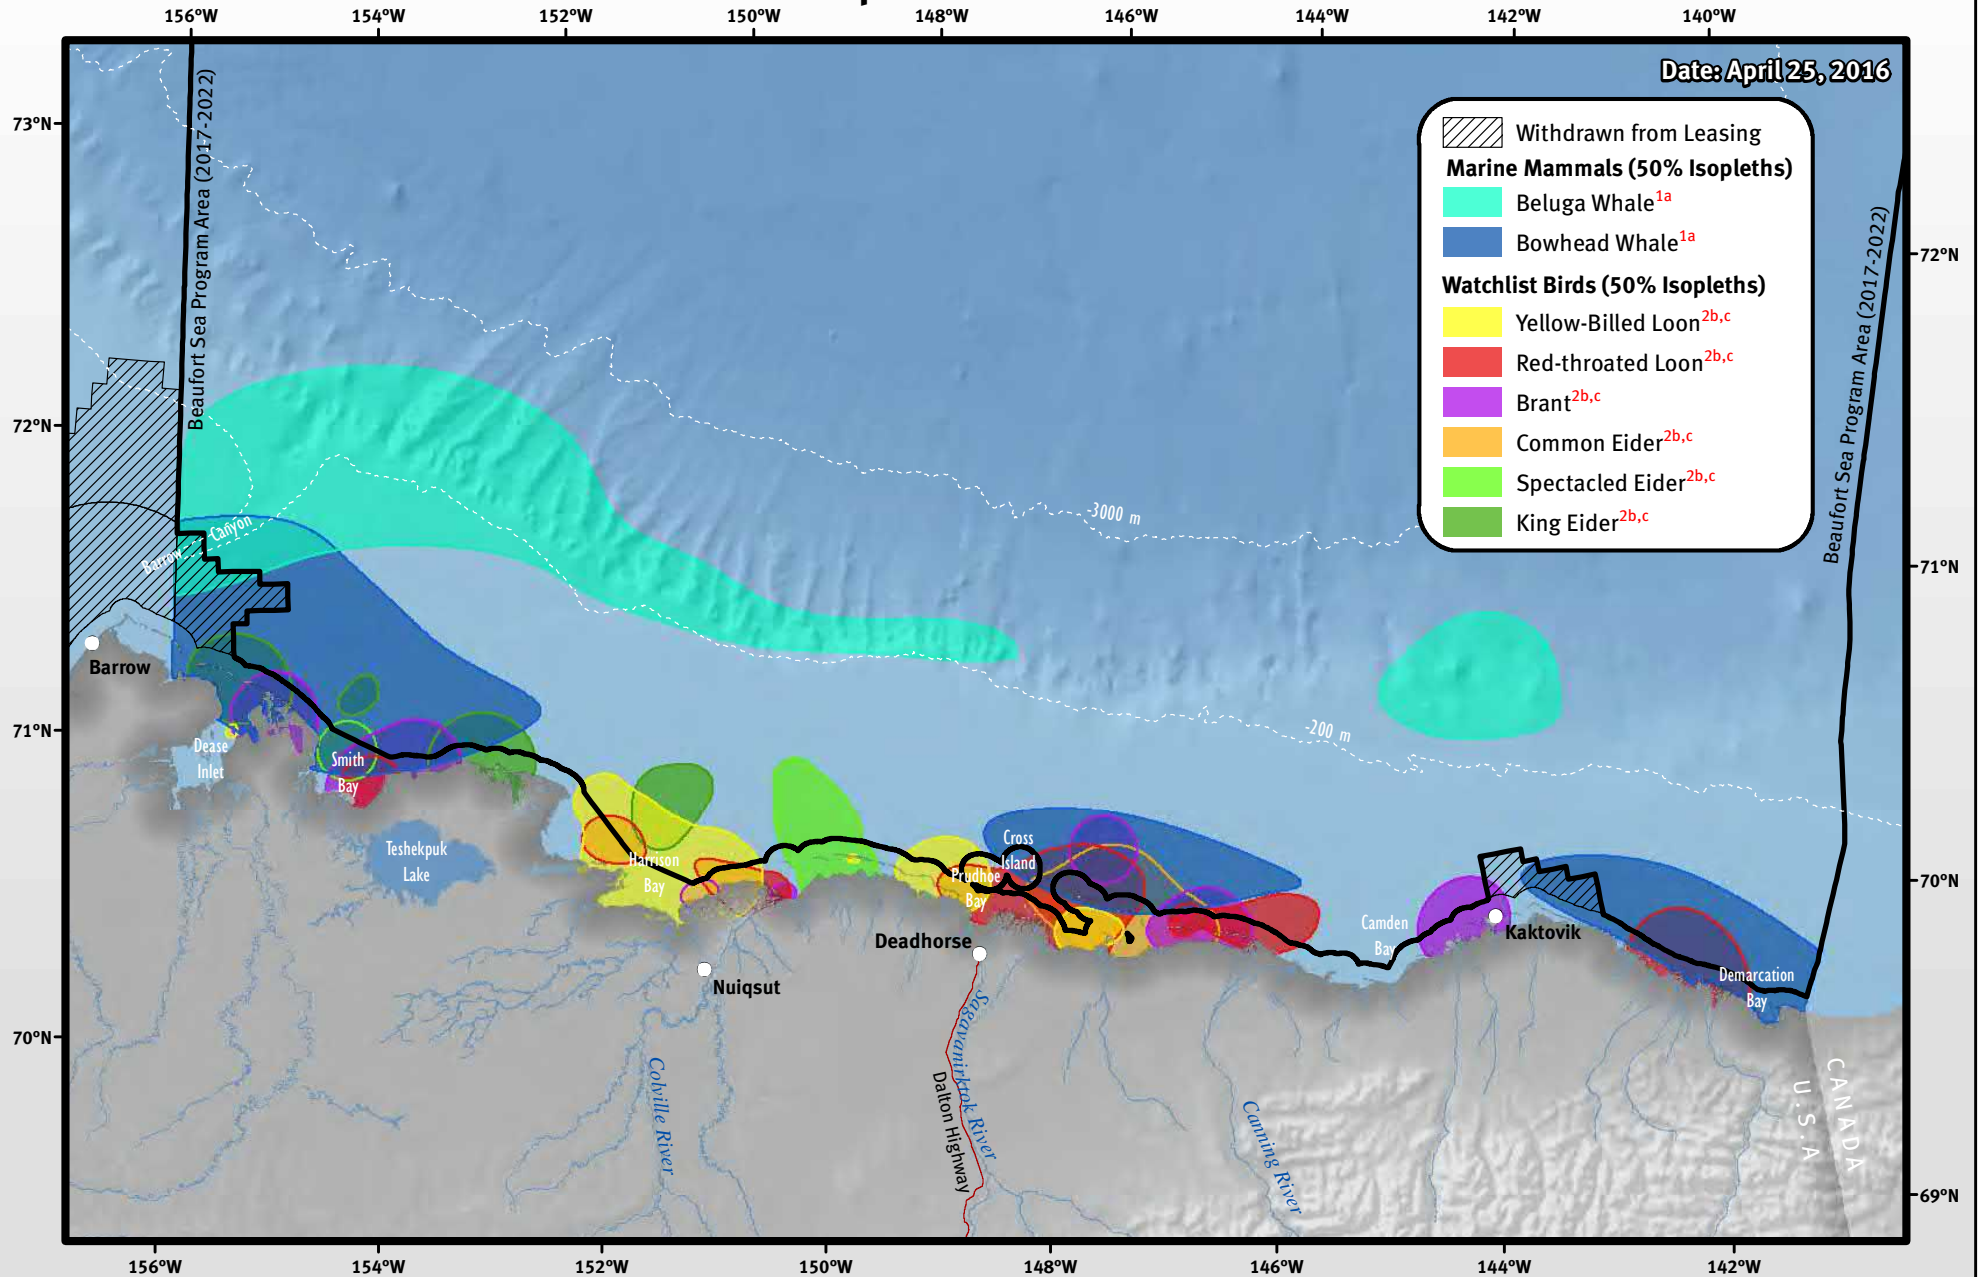 156°W 154°W 152°W 150°W 148°W 146°W 144°W 142°W 140°W
Date: April 25, 2016
73°N
72°N
71°N
70°N
72°N
71°N
70°N
69°N
Beaufort Sea Program Area (2017-2022)
Beaufort Sea Program Area (2017-2022)
Withdrawn from Leasing
Marine Mammals (50% Isopleths)
Beluga Whale1a
Bowhead Whale1a
Watchlist Birds (50% Isopleths)
Yellow-Billed Loon2b,c
Red-throated Loon2b,c
Brant2b,c
Common Eider2b,c
Spectacled Eider2b,c
King Eider2b,c
-3000 m
-200 m
Barrow Canyon
Barrow
Dease
Inlet
Smith
Bay
Teshekpuk
Lake
Harrison
Bay
Cross
Island
Prudhoe
Bay
Deadhorse
Nuiqsut
Camden
Bay
Kaktovik
Demarcation
Bay
Colville River
Sagavanirktok River
Dalton Highway
Canning River
CANADA
U.S.A
156°W 154°W 152°W 150°W 148°W 146°W 144°W 142°W